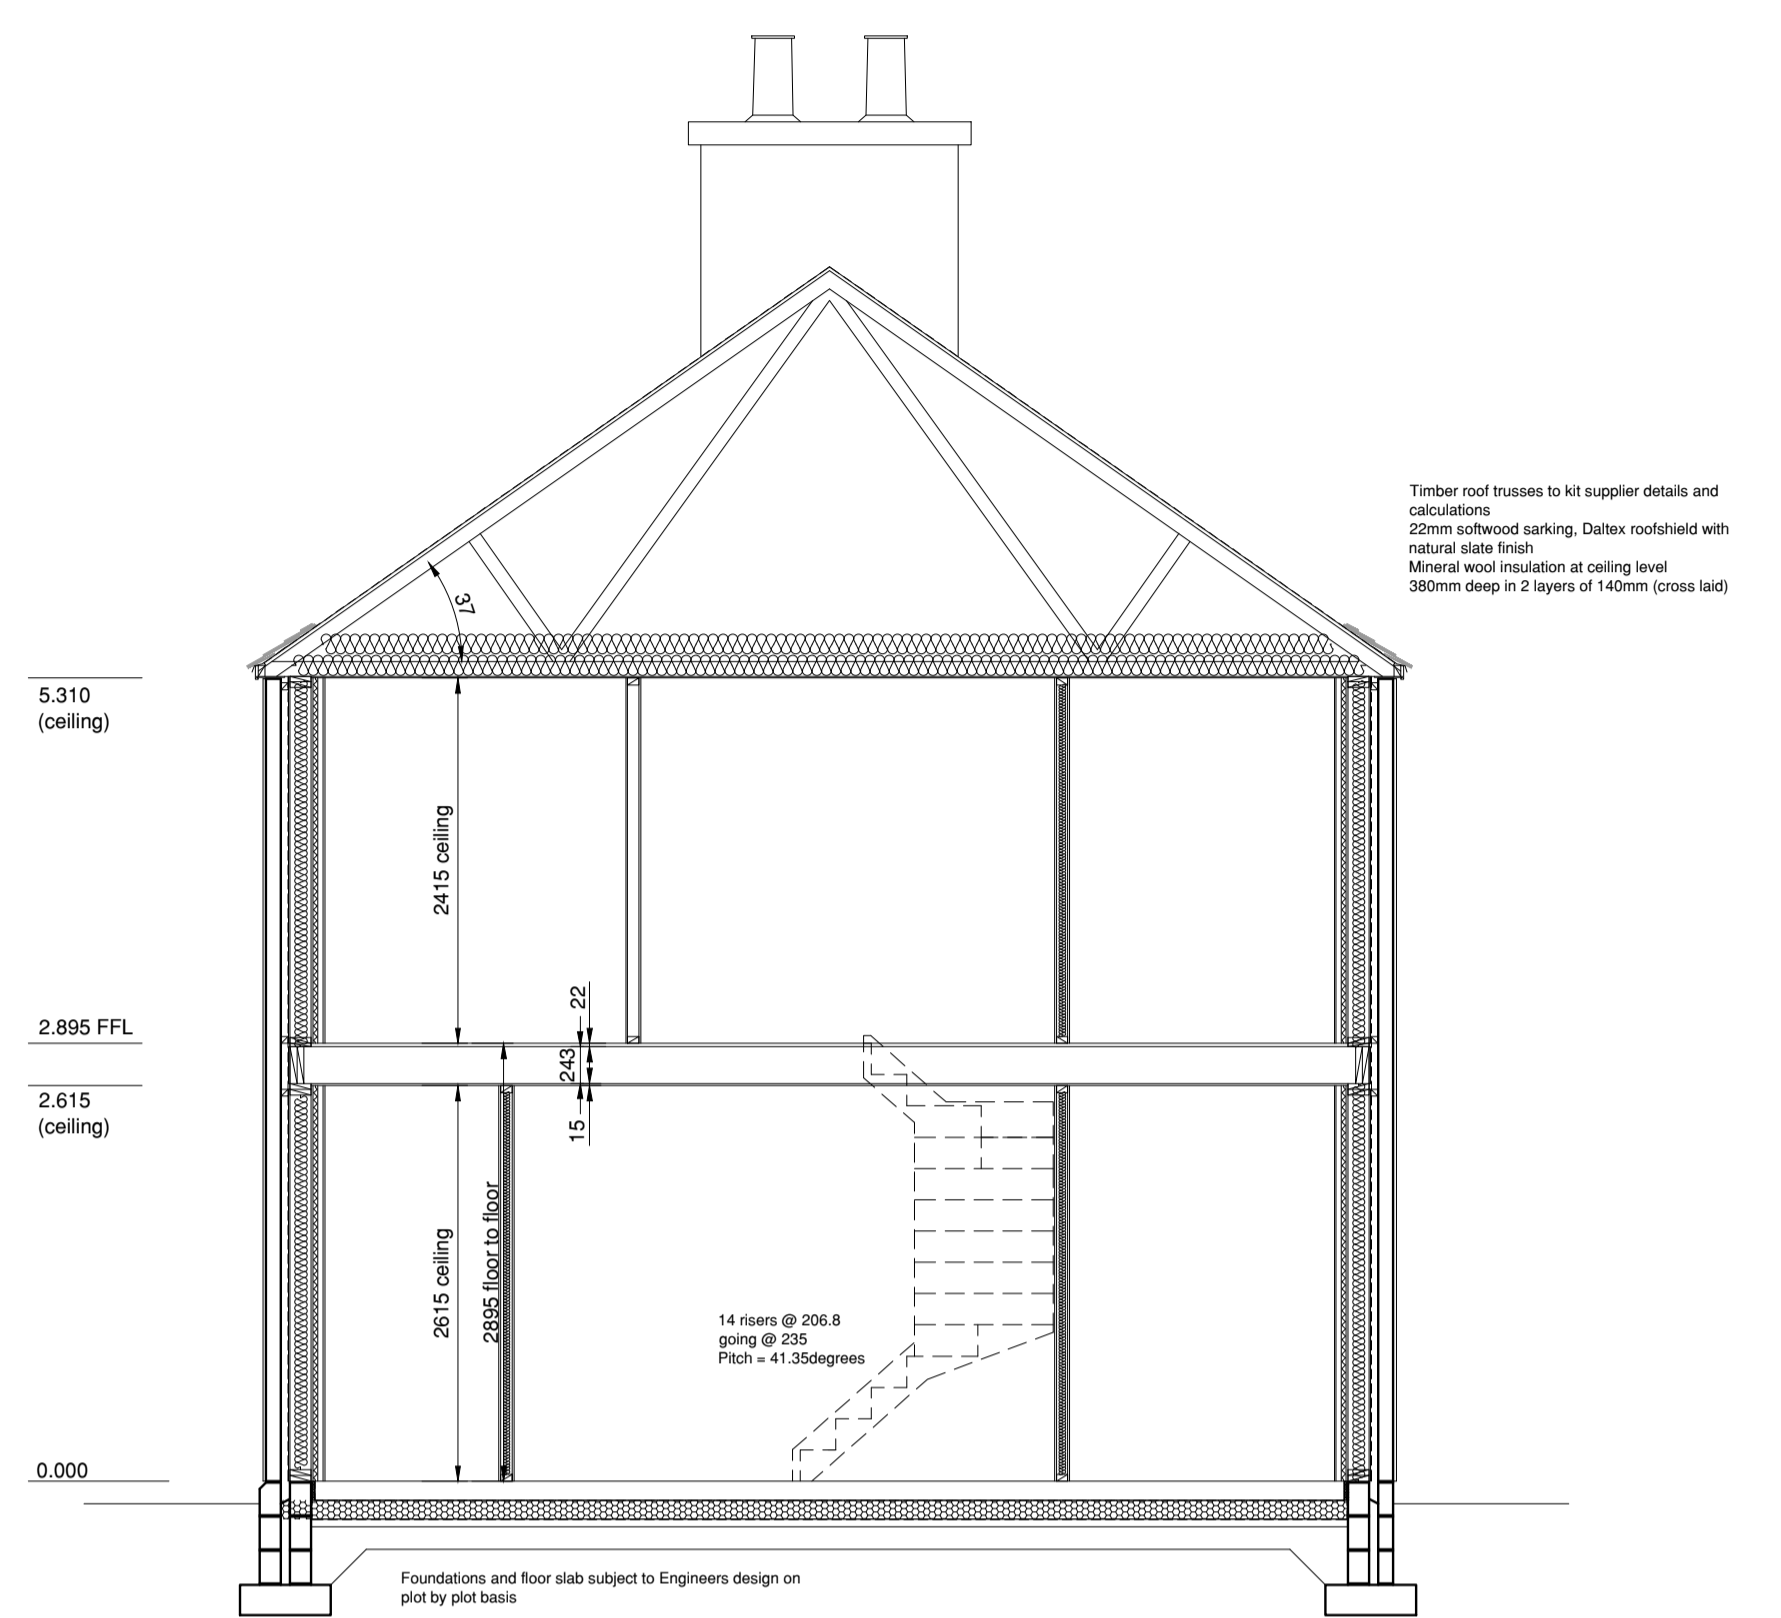 Timber roof trusses to kit supplier details and
calculations
22mm softwood sarking, Daltex roofshield with
natural slate finish
Mineral wool insulation at ceiling level
380mm deep in 2 layers of 140mm (cross laid)
37
5.310
(ceiling)
2415 ceiling
2.895 FFL
22
243
15
2.615
(ceiling)
2615 ceiling
2895 floor to floor
14 risers @ 206.8
going @ 235
Pitch = 41.35degrees
0.000
Foundations and floor slab subject to Engineers design on
plot by plot basis